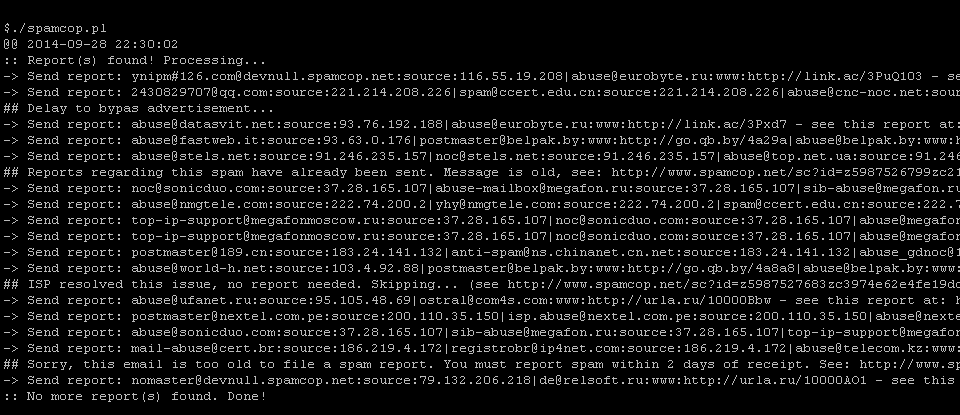 $./spamcop.pl
@@ 2014-09-28 22:30:02
:: Report(s) found! Processing...
-> Send report: ynipm#126.com@devnull.spamcop.net:source:116.55.19.208|abuse@eurobyte.ru:www:http://link.ac/3PuQ103 - se
-> Send report: 2430829707@qq.com:source:221.214.208.226|spam@ccert.edu.cn:source:221.214.208.226|abuse@cnc-noc.net:sour
## Delay to bypas advertisement...
-> Send report: abuse@datasvit.net:source:93.76.192.188|abuse@eurobyte.ru:www:http://link.ac/3Pxd7 - see this report at:
-> Send report: abuse@fastweb.it:source:93.63.0.176|postmaster@belpak.by:www:http://go.qb.by/4a29a|abuse@belpak.by:www:h
-> Send report: abuse@stels.net:source:91.246.235.157|noc@stels.net:source:91.246.235.157|abuse@top.net.ua:source:91.246
## Reports regarding this spam have already been sent. Message is old, see: http://www.spamcop.net/sc?id=z5987526799zc21
-> Send report: noc@sonicduo.com:source:37.28.165.107|abuse-mailbox@megafon.ru:source:37.28.165.107|sib-abuse@megafon.ru
-> Send report: abuse@nmgtele.com:source:222.74.200.2|yhy@nmgtele.com:source:222.74.200.2|spam@ccert.edu.cn:source:222.7
-> Send report: top-ip-support@megafonmoscow.ru:source:37.28.165.107|noc@sonicduo.com:source:37.28.165.107|abuse@megafon
-> Send report: top-ip-support@megafonmoscow.ru:source:37.28.165.107|noc@sonicduo.com:source:37.28.165.107|abuse@megafon
-> Send report: postmaster@189.cn:source:183.24.141.132|anti-spam@ns.chinanet.cn.net:source:183.24.141.132|abuse_gdnoc@1
-> Send report: abuse@world-h.net:source:103.4.92.88|postmaster@belpak.by:www:http://go.qb.by/4a8a8|abuse@belpak.by:www:
## ISP resolved this issue, no report needed. Skipping... (see http://www.spamcop.net/sc?id=z5987527683zc3974e62e4fe19dc
-> Send report: abuse@ufanet.ru:source:95.105.48.69|ostral@com4s.com:www:http://urla.ru/10000Bbw - see this report at: h
-> Send report: postmaster@nextel.com.pe:source:200.110.35.150|isp.abuse@nextel.com.pe:source:200.110.35.150|abuse@nexte
-> Send report: abuse@sonicduo.com:source:37.28.165.107|sib-abuse@megafon.ru:source:37.28.165.107|top-ip-support@megafon
-> Send report: mail-abuse@cert.br:source:186.219.4.172|registrobr@ip4net.com:source:186.219.4.172|abuse@telecom.kz:www:
## Sorry, this email is too old to file a spam report. You must report spam within 2 days of receipt. See: http://www.sp
-> Send report: nomaster@devnull.spamcop.net:source:79.132.206.218|de@relsoft.ru:www:http://urla.ru/10000AO1 - see this
:: No more report(s) found. Done!